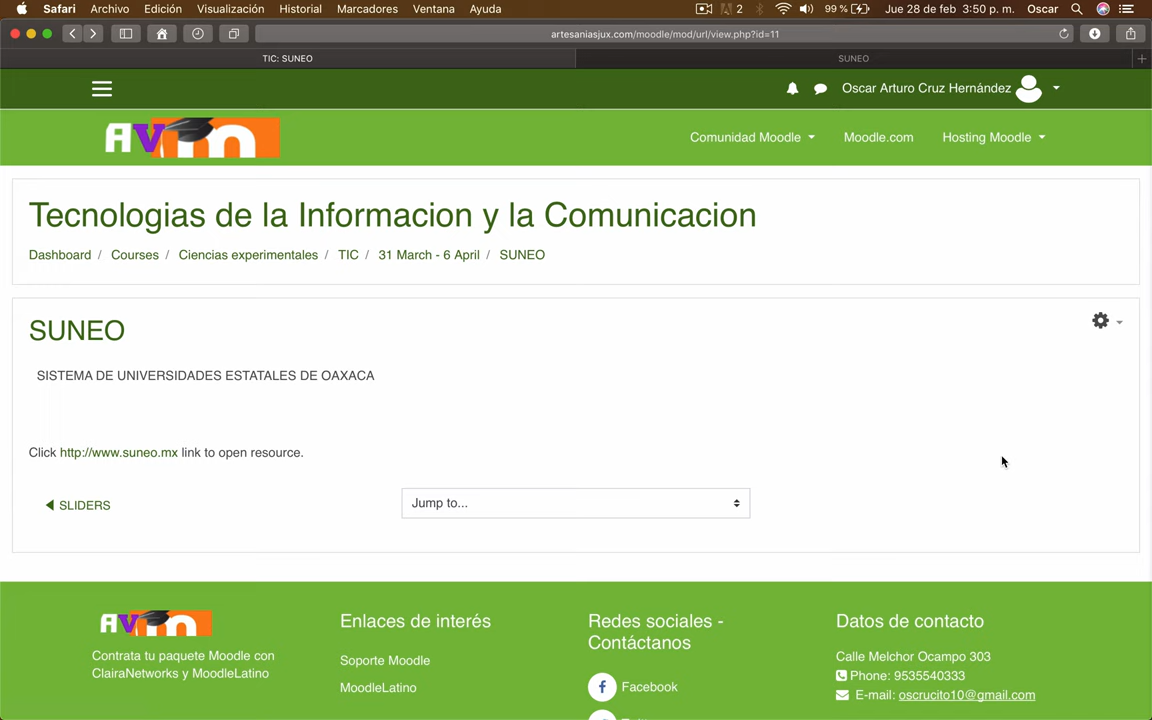 Safari Archivo Edición Visualización Historial Marcadores Ventana Ayuda 2 99 % Jue 28 de feb 3:50 p. m. Oscar
artesaniasjux.com/moodle/mod/url/view.php?id=11
TIC: SUNEO SUNEO
Oscar Arturo Cruz Hernández
Avm Comunidad Moodle Moodle.com Hosting Moodle
Tecnologias de la Informacion y la Comunicacion
Dashboard / Courses / Ciencias experimentales / TIC / 31 March - 6 April / SUNEO
SUNEO
SISTEMA DE UNIVERSIDADES ESTATALES DE OAXACA
Click http://www.suneo.mx link to open resource.
SLIDERS Jump to...
Avm
Contrata tu paquete Moodle con
ClairaNetworks y MoodleLatino
Enlaces de interés
Soporte Moodle
MoodleLatino
Redes sociales -
Contáctanos
Facebook
Datos de contacto
Calle Melchor Ocampo 303
Phone: 9535540333
E-mail: oscrucito10@gmail.com